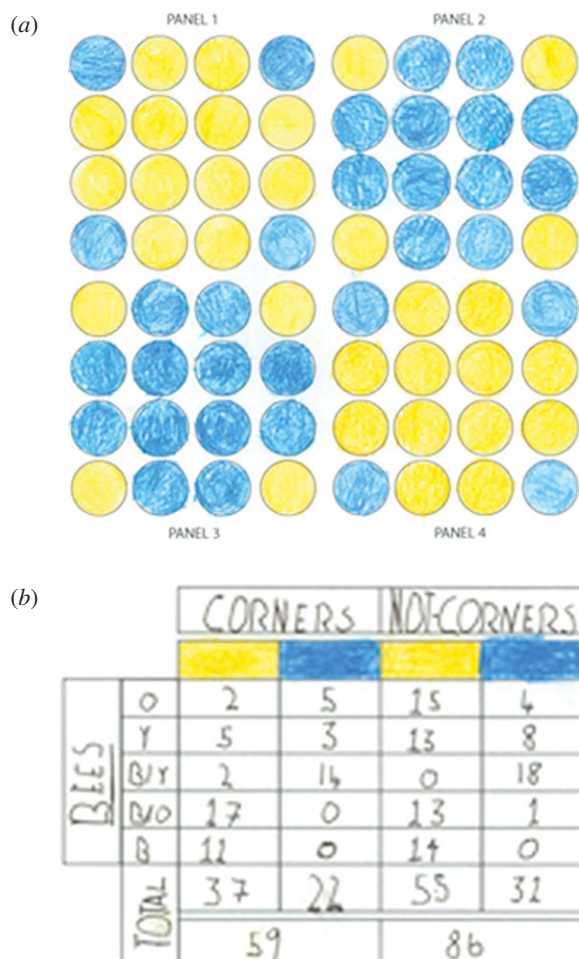 (a)
PANEL 1 PANEL 2
PANEL 3 PANEL 4
(b)
CORNERS NOT-CORNERS
BEES
O 2 5 15 4
Y 5 3 13 8
B/Y 2 14 0 18
B/O 17 0 13 1
B 11 0 14 0
TOTAL 37 22 55 31
59 86